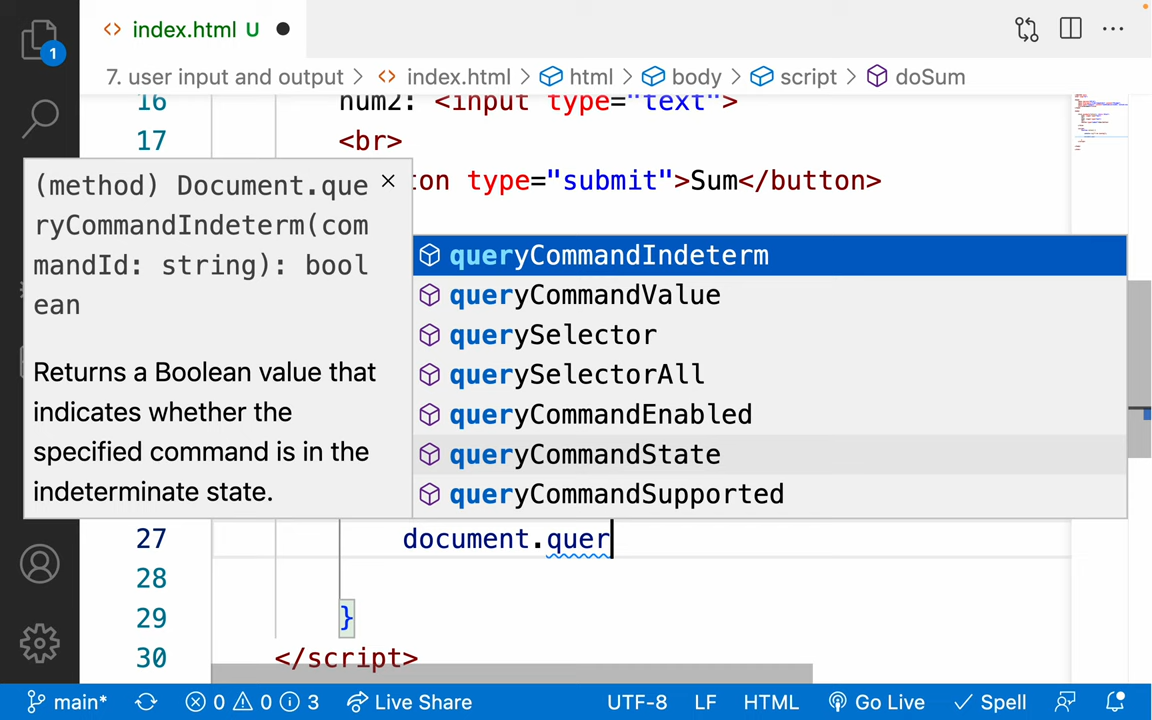 index.html U
1
7. user input and output > index.html > html > body > script > doSum
16 num2: <input type="text">
17 <br>
ton type="submit">Sum</button>
(method) Document.que
ryCommandIndeterm(com
mandId: string): bool
ean
Returns a Boolean value that
indicates whether the
specified command is in the
indeterminate state.
queryCommandIndeterm
queryCommandValue
querySelector
querySelectorAll
queryCommandEnabled
queryCommandState
queryCommandSupported
27 document.quer
28
29 }
30 </script>
main* 0 0 3 Live Share UTF-8 LF HTML Go Live Spell